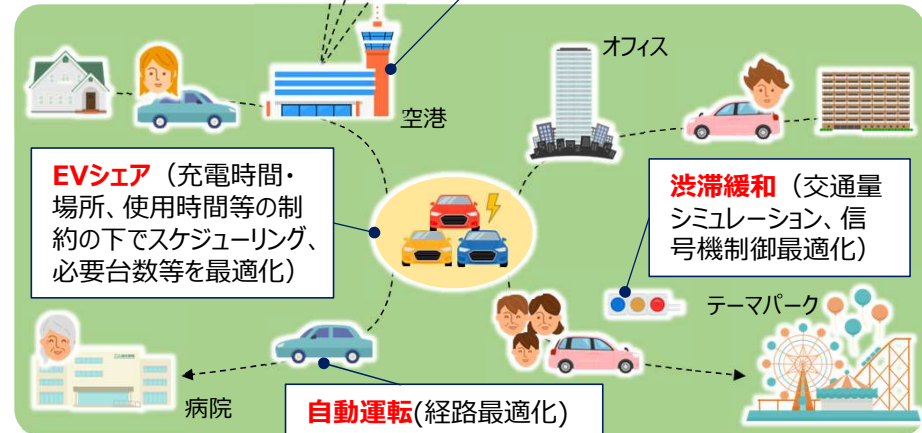 オフィス
空港
EVシェア（充電時間・
場所、使用時間等の制
約の下でスケジューリング、
必要台数等を最適化）
渋滞緩和（交通量
シミュレーション、信
号機制御最適化）
テーマパーク
病院
自動運転(経路最適化)